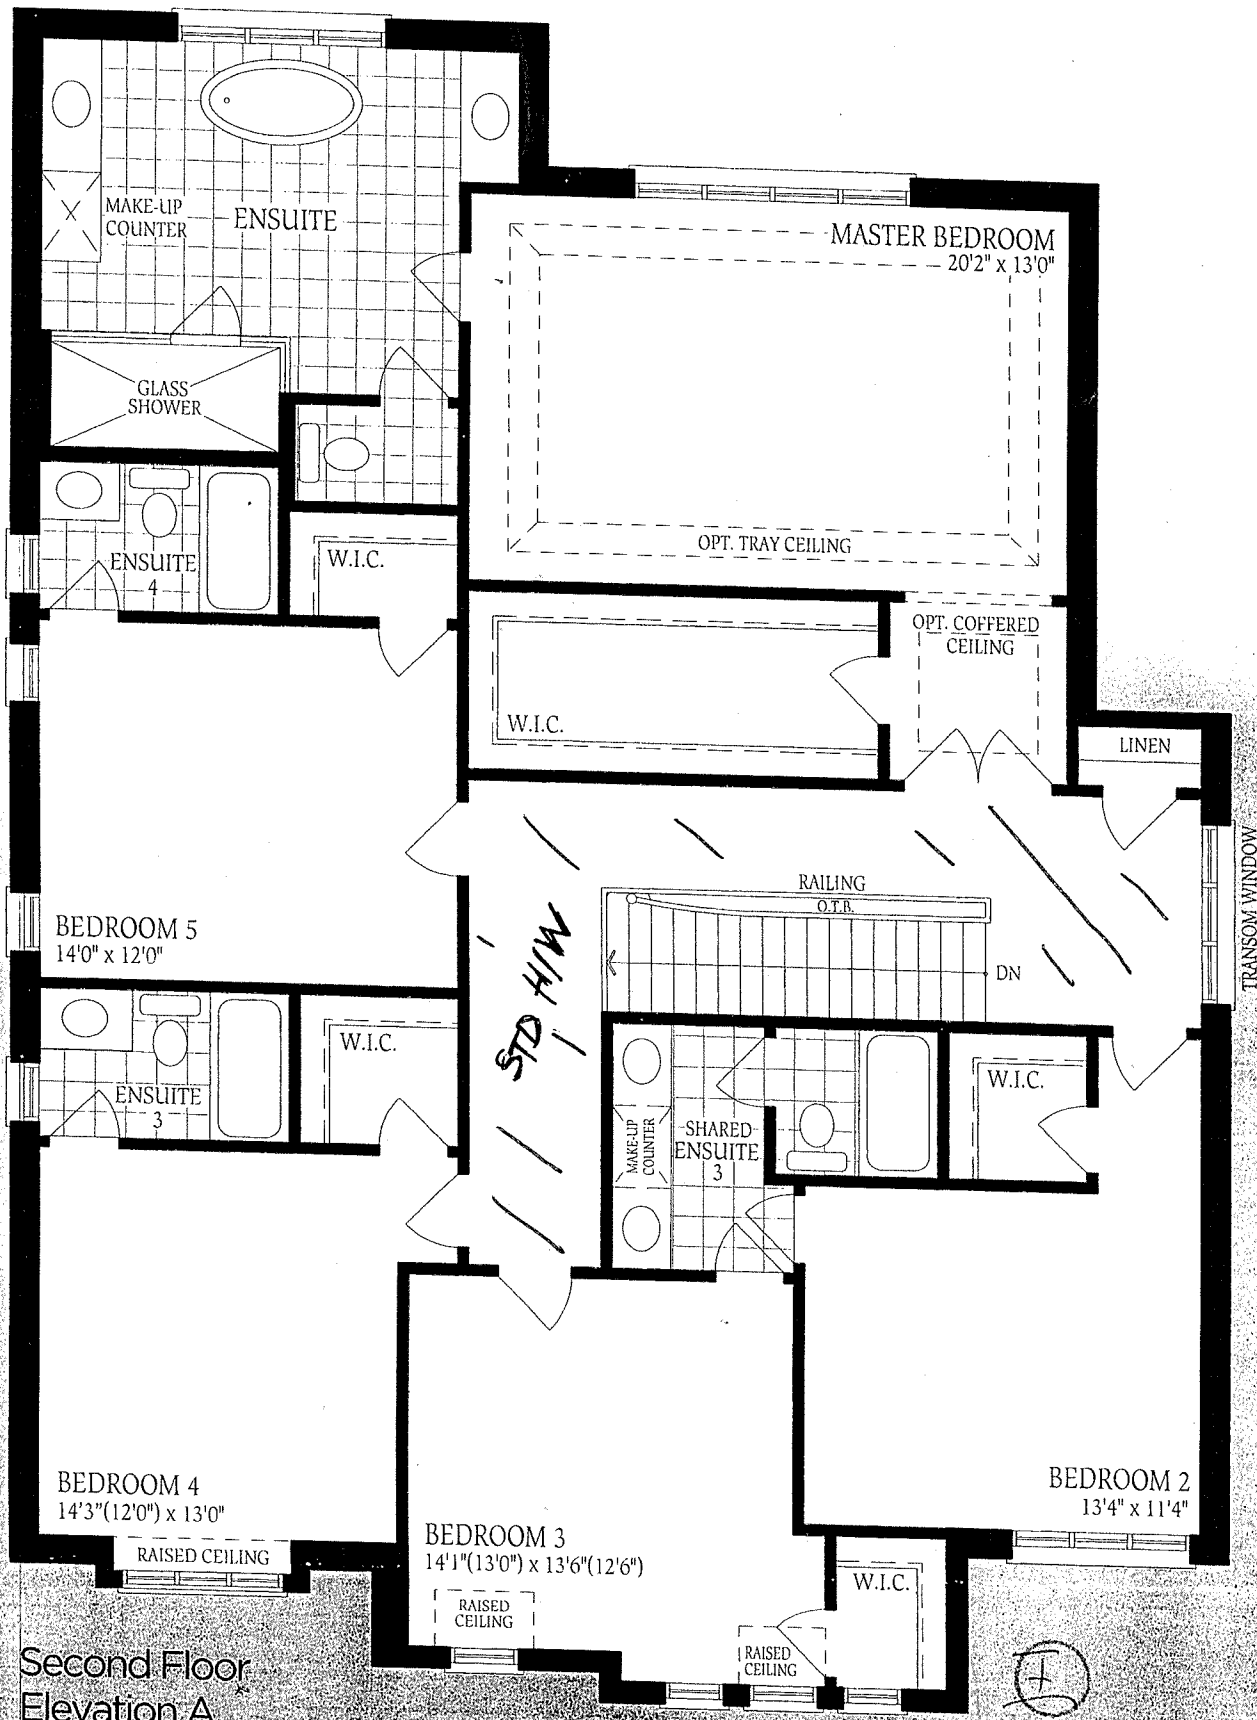 MAKE-UP
COUNTER
ENSUITE
MASTER BEDROOM
20'2" x 13'0"
GLASS
SHOWER
OPT. TRAY CEILING
ENSUITE
4
W.I.C.
OPT. COFFERED
CEILING
W.I.C.
LINEN
TRANSOM WINDOW
RAILING
O.T.B.
DN
BEDROOM 5
14'0" x 12'0"
STD H/W
W.I.C.
ENSUITE
3
MAKE-UP
COUNTER
SHARED
ENSUITE
3
W.I.C.
BEDROOM 4
14'3"(12'0") x 13'0"
RAISED CEILING
BEDROOM 3
14'1"(13'0") x 13'6"(12'6")
RAISED
CEILING
RAISED
CEILING
BEDROOM 2
13'4" x 11'4"
W.I.C.
Second Floor
Elevation A